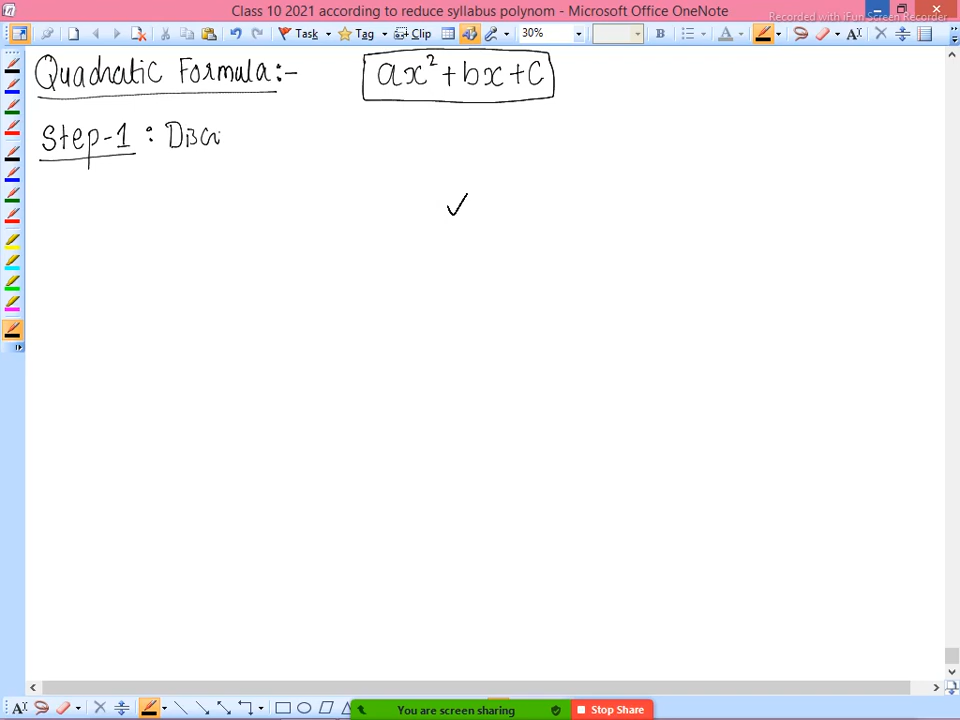 Class 10 2021 according to reduce syllabus polynom - Microsoft Office OneNote
Recorded with iFun Screen Recorder
Task Tag Clip 30% B A
Quadratic Formula:-
ax²+bx+c
Step-1 :
You are screen sharing
Stop Share